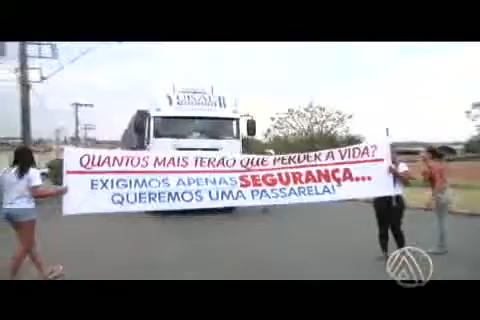 QUANTOS MAIS TERÃO QUE PERDER A VIDA?
EXIGIMOS APENAS SEGURANÇA...
QUEREMOS UMA PASSARELA!